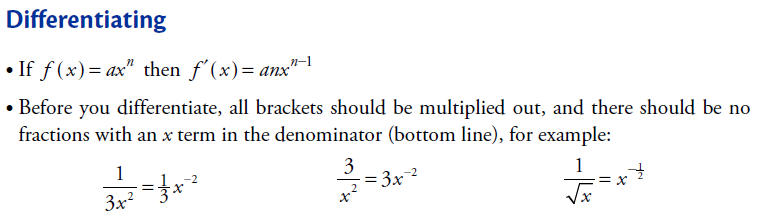 Differentiating
• If f(x) = axⁿ then f′(x) = anxⁿ⁻¹
• Before you differentiate, all brackets should be multiplied out, and there should be no
fractions with an x term in the denominator (bottom line), for example:
1/(3x²) = 1/3 x⁻² 3/x² = 3x⁻² 1/√x = x^(-1/2)